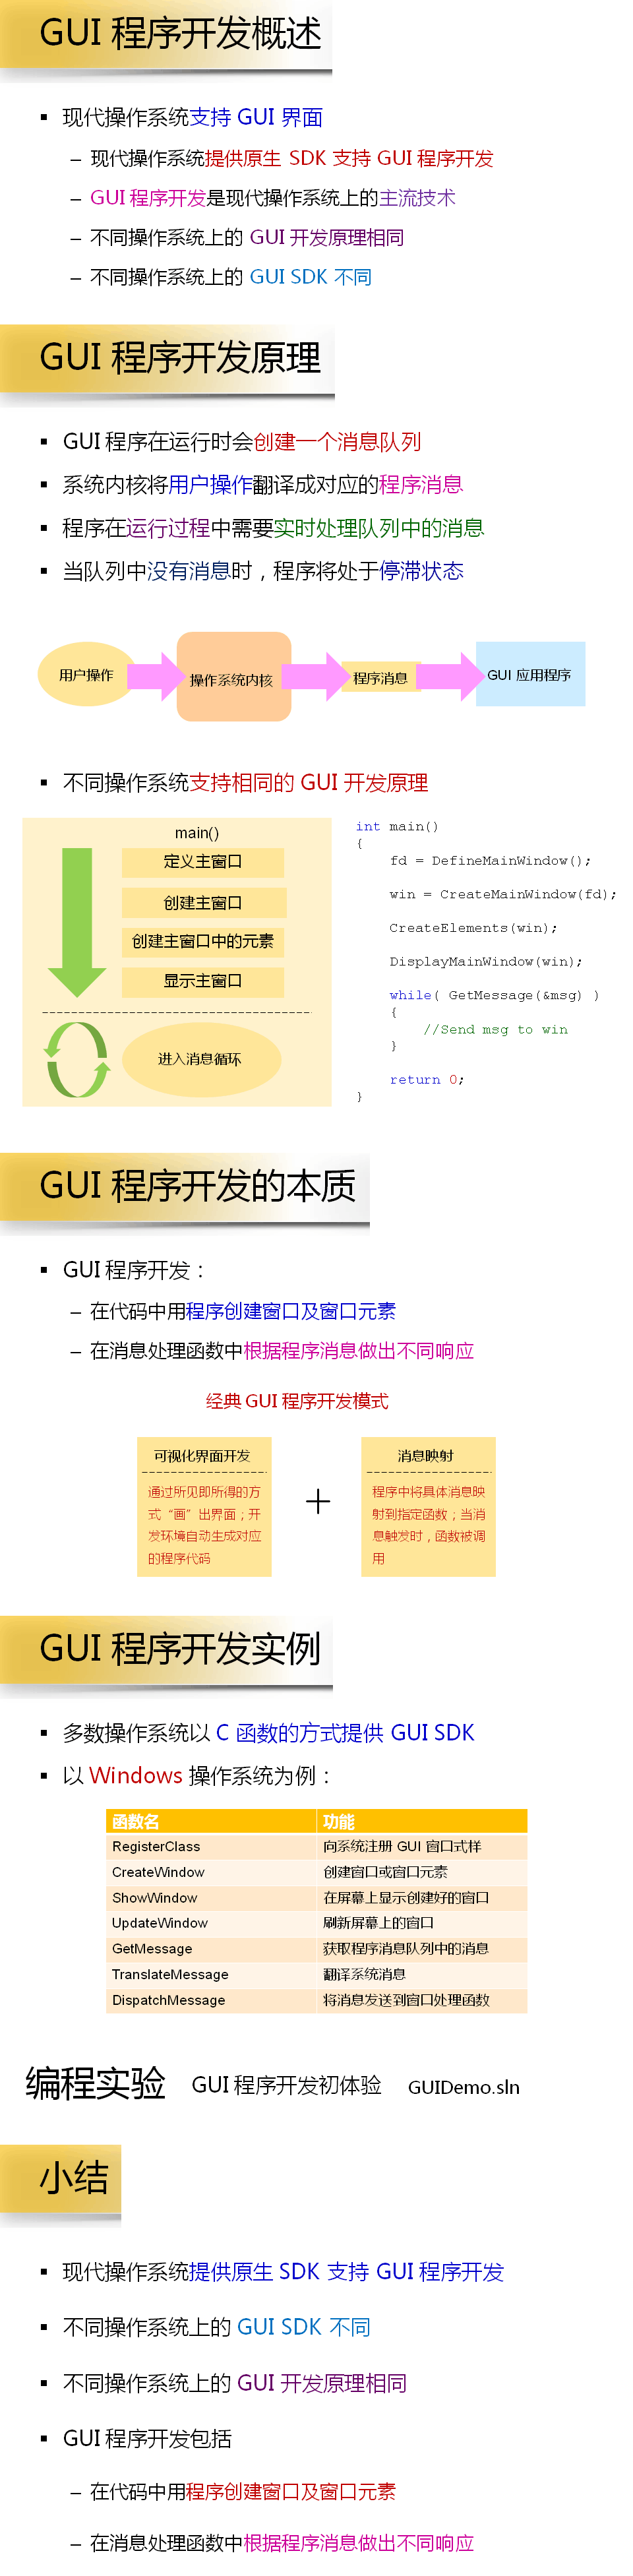 GUI 程序开发概述
▪ 现代操作系统支持 GUI 界面
– 现代操作系统提供原生 SDK 支持 GUI 程序开发
– GUI 程序开发是现代操作系统上的主流技术
– 不同操作系统上的 GUI 开发原理相同
– 不同操作系统上的 GUI SDK 不同
GUI 程序开发原理
▪ GUI 程序在运行时会创建一个消息队列
▪ 系统内核将用户操作翻译成对应的程序消息
▪ 程序在运行过程中需要实时处理队列中的消息
▪ 当队列中没有消息时，程序将处于停滞状态
用户操作
操作系统内核
程序消息
GUI 应用程序
▪ 不同操作系统支持相同的 GUI 开发原理
main()
定义主窗口
创建主窗口
创建主窗口中的元素
显示主窗口
进入消息循环
int main()
{
fd = DefineMainWindow();
win = CreateMainWindow(fd);
CreateElements(win);
DisplayMainWindow(win);
while( GetMessage(&msg) )
{
//Send msg to win
}
return 0;
}
GUI 程序开发的本质
▪ GUI 程序开发：
– 在代码中用程序创建窗口及窗口元素
– 在消息处理函数中根据程序消息做出不同响应
经典 GUI 程序开发模式
可视化界面开发
通过所见即所得的方
式“画”出界面；开
发环境自动生成对应
的程序代码
+
消息映射
程序中将具体消息映
射到指定函数；当消
息触发时，函数被调
用
GUI 程序开发实例
▪ 多数操作系统以 C 函数的方式提供 GUI SDK
▪ 以 Windows 操作系统为例：
函数名 功能
RegisterClass 向系统注册 GUI 窗口式样
CreateWindow 创建窗口或窗口元素
ShowWindow 在屏幕上显示创建好的窗口
UpdateWindow 刷新屏幕上的窗口
GetMessage 获取程序消息队列中的消息
TranslateMessage 翻译系统消息
DispatchMessage 将消息发送到窗口处理函数
编程实验 GUI 程序开发初体验 GUIDemo.sln
小结
▪ 现代操作系统提供原生 SDK 支持 GUI 程序开发
▪ 不同操作系统上的 GUI SDK 不同
▪ 不同操作系统上的 GUI 开发原理相同
▪ GUI 程序开发包括
– 在代码中用程序创建窗口及窗口元素
– 在消息处理函数中根据程序消息做出不同响应